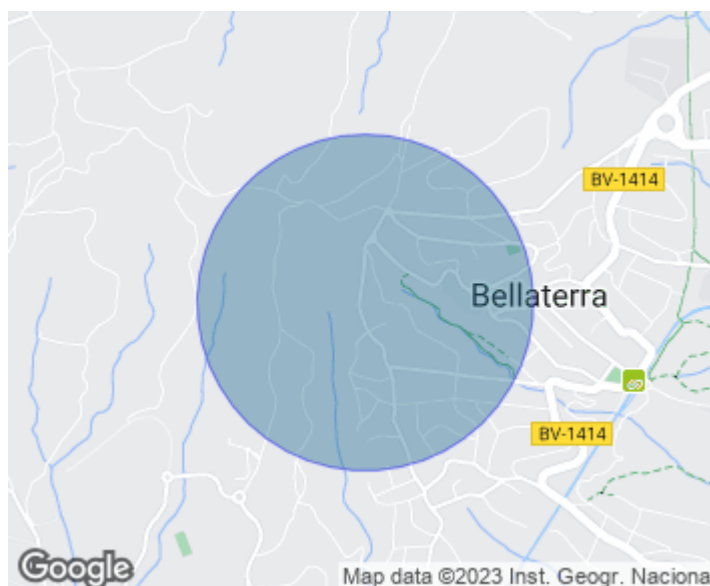 BV-1414
Bellaterra
BV-1414
Google
Map data ©2023 Inst. Geogr. Naciona